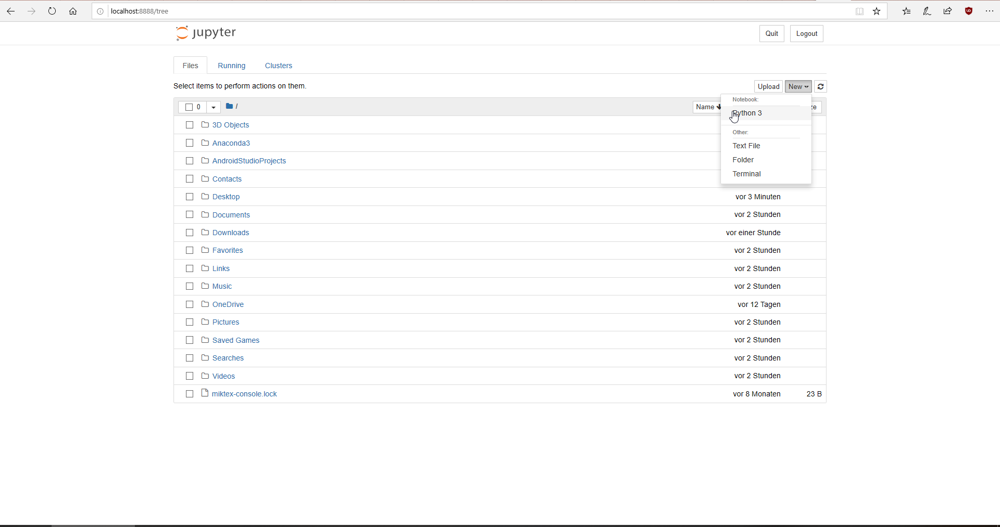 localhost:8888/tree
jupyter
Quit
Logout
Files
Running
Clusters
Select items to perform actions on them.
Upload
New
0
/
Name
Notebook:
Python 3
Other:
Text File
Folder
Terminal
3D Objects
Anaconda3
AndroidStudioProjects
Contacts
Desktop vor 3 Minuten
Documents vor 2 Stunden
Downloads vor einer Stunde
Favorites vor 2 Stunden
Links vor 2 Stunden
Music vor 2 Stunden
OneDrive vor 12 Tagen
Pictures vor 2 Stunden
Saved Games vor 2 Stunden
Searches vor 2 Stunden
Videos vor 2 Stunden
miktex-console.lock vor 8 Monaten 23 B